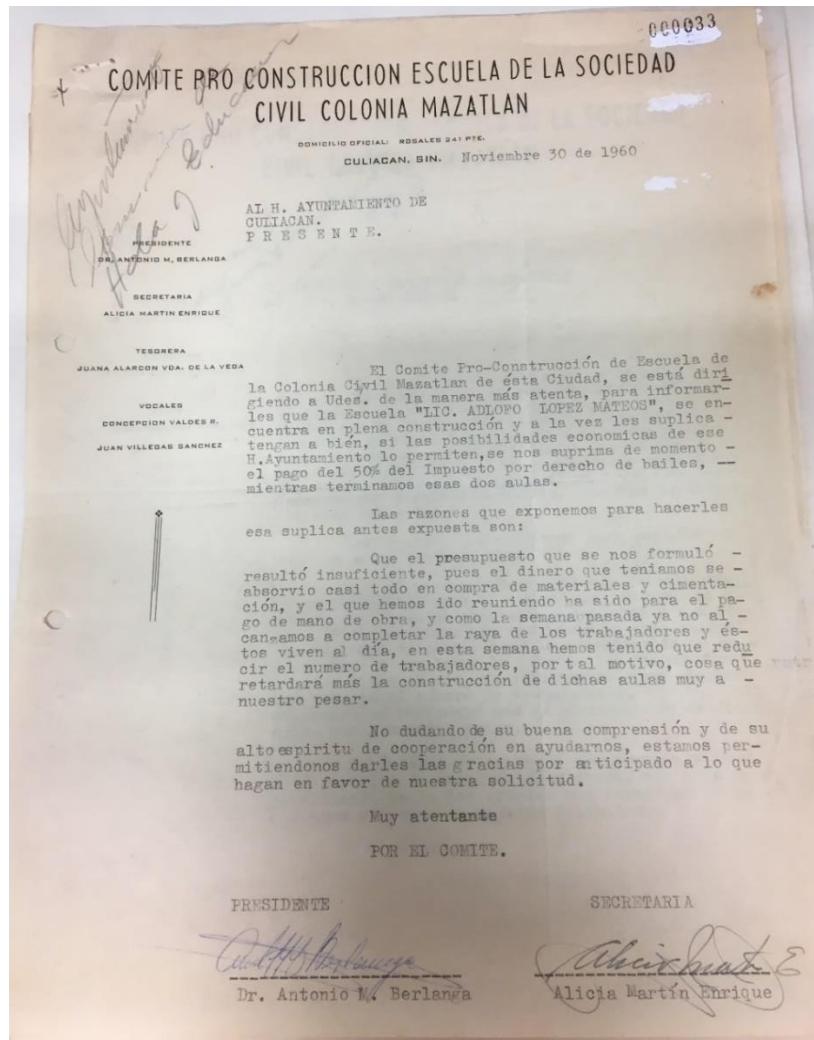 000033
COMITE PRO CONSTRUCCION ESCUELA DE LA SOCIEDAD
CIVIL COLONIA MAZATLAN
DOMICILIO OFICIAL: ROSALES 241 PTE.
CULIACAN, SIN. Noviembre 30 de 1960
AL H. AYUNTAMIENTO DE
CULIACAN.
P R E S E N T E.
PRESIDENTE
DR. ANTONIO M. BERLANGA
SECRETARIA
ALICIA MARTIN ENRIQUE
TESORERA
JUANA ALARCON VDA. DE LA VEGA
VOCALES
CONCEPCION VALDES R.
JUAN VILLEGAS SANCHEZ
El Comite Pro-Construcción de Escuela de
la Colonia Civil Mazatlan de ésta Ciudad, se está diri
giendo a Udes. de la manera más atenta, para informar-
les que la Escuela "LIC. ADLOFO LOPEZ MATEOS", se en-
cuentra en plena construcción y a la vez les suplica -
tengan a bién, si las posibilidades economicas de ese
H.Ayuntamiento lo permiten,se nos suprima de momento -
el pago del 50% del Impuesto por derecho de bailes, --
mientras terminamos esas dos aulas.
Las razones que exponemos para hacerles
esa suplica antes expuesta son:
Que el presupuesto que se nos formuló -
resultó insuficiente, pues el dinero que teniamos se -
absorvio casi todo en compra de materiales y cimenta-
ción, y el que hemos ido reuniendo ha sido para el pa-
go de mano de obra, y como la semana pasada ya no al -
canzamos a completar la raya de los trabajadores y és-
tos viven al día, en esta semana hemos tenido que redu
cir el numero de trabajadores, por tal motivo, cosa que
retardará más la construcción de dichas aulas muy a -
nuestro pesar.
No dudando de su buena comprensión y de su
alto espiritu de cooperación en ayudarnos, estamos per-
mitiendonos darles las gracias por anticipado a lo que
hagan en favor de nuestra solicitud.
Muy atentante
POR EL COMITE.
PRESIDENTE
SECRETARIA
Dr. Antonio M. Berlanga
Alicia Martín Enrique